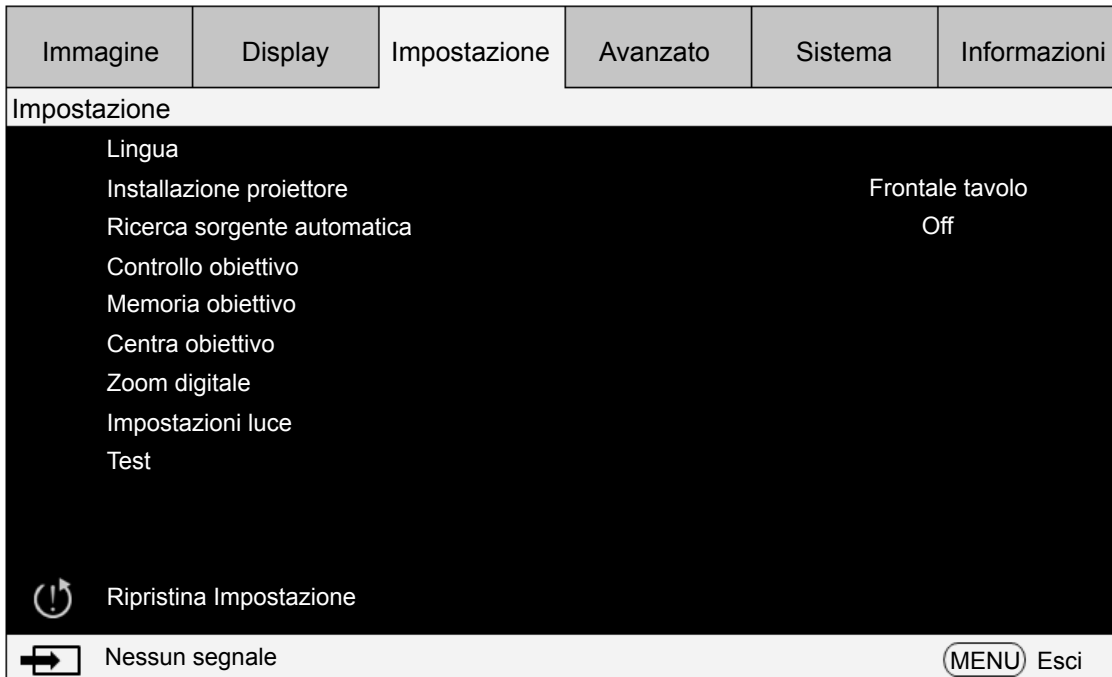 Immagine Display Impostazione Avanzato Sistema Informazioni
Impostazione
Lingua
Installazione proiettore Frontale tavolo
Ricerca sorgente automatica Off
Controllo obiettivo
Memoria obiettivo
Centra obiettivo
Zoom digitale
Impostazioni luce
Test
Ripristina Impostazione
Nessun segnale MENU Esci